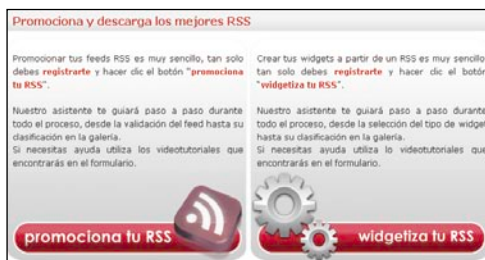 Promociona y descarga los mejores RSS
Promocionar tus feeds RSS es muy sencillo, tan solo
debes registrarte y hacer clic el botón "promociona
tu RSS".
Nuestro asistente te guiará paso a paso durante
todo el proceso, desde la validación del feed hasta su
clasificación en la galería.
Si necesitas ayuda utiliza los videotutoriales que
encontrarás en el formulario.
promociona tu RSS
Crear tus widgets a partir de un RSS es muy sencillo,
tan solo debes registrarte y hacer clic el botón
"widgetiza tu RSS".
Nuestro asistente te guiará paso a paso durante
todo el proceso, desde la selección del tipo de widget
hasta su clasificación en la galería.
Si necesitas ayuda utiliza lo videotutoriales que
encontrarás en el formulario.
widgetiza tu RSS